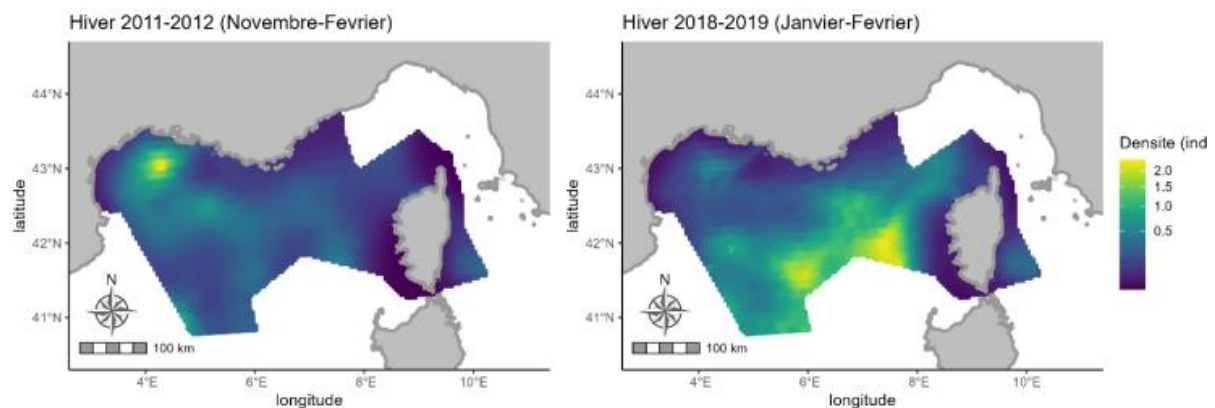 Hiver 2011-2012 (Novembre-Fevrier)
Hiver 2018-2019 (Janvier-Fevrier)
44°N
43°N
42°N
41°N
latitude
N
100 km
4°E
6°E
8°E
10°E
longitude
44°N
43°N
42°N
41°N
latitude
N
100 km
4°E
6°E
8°E
10°E
longitude
Densite (ind
2.0
1.5
1.0
0.5